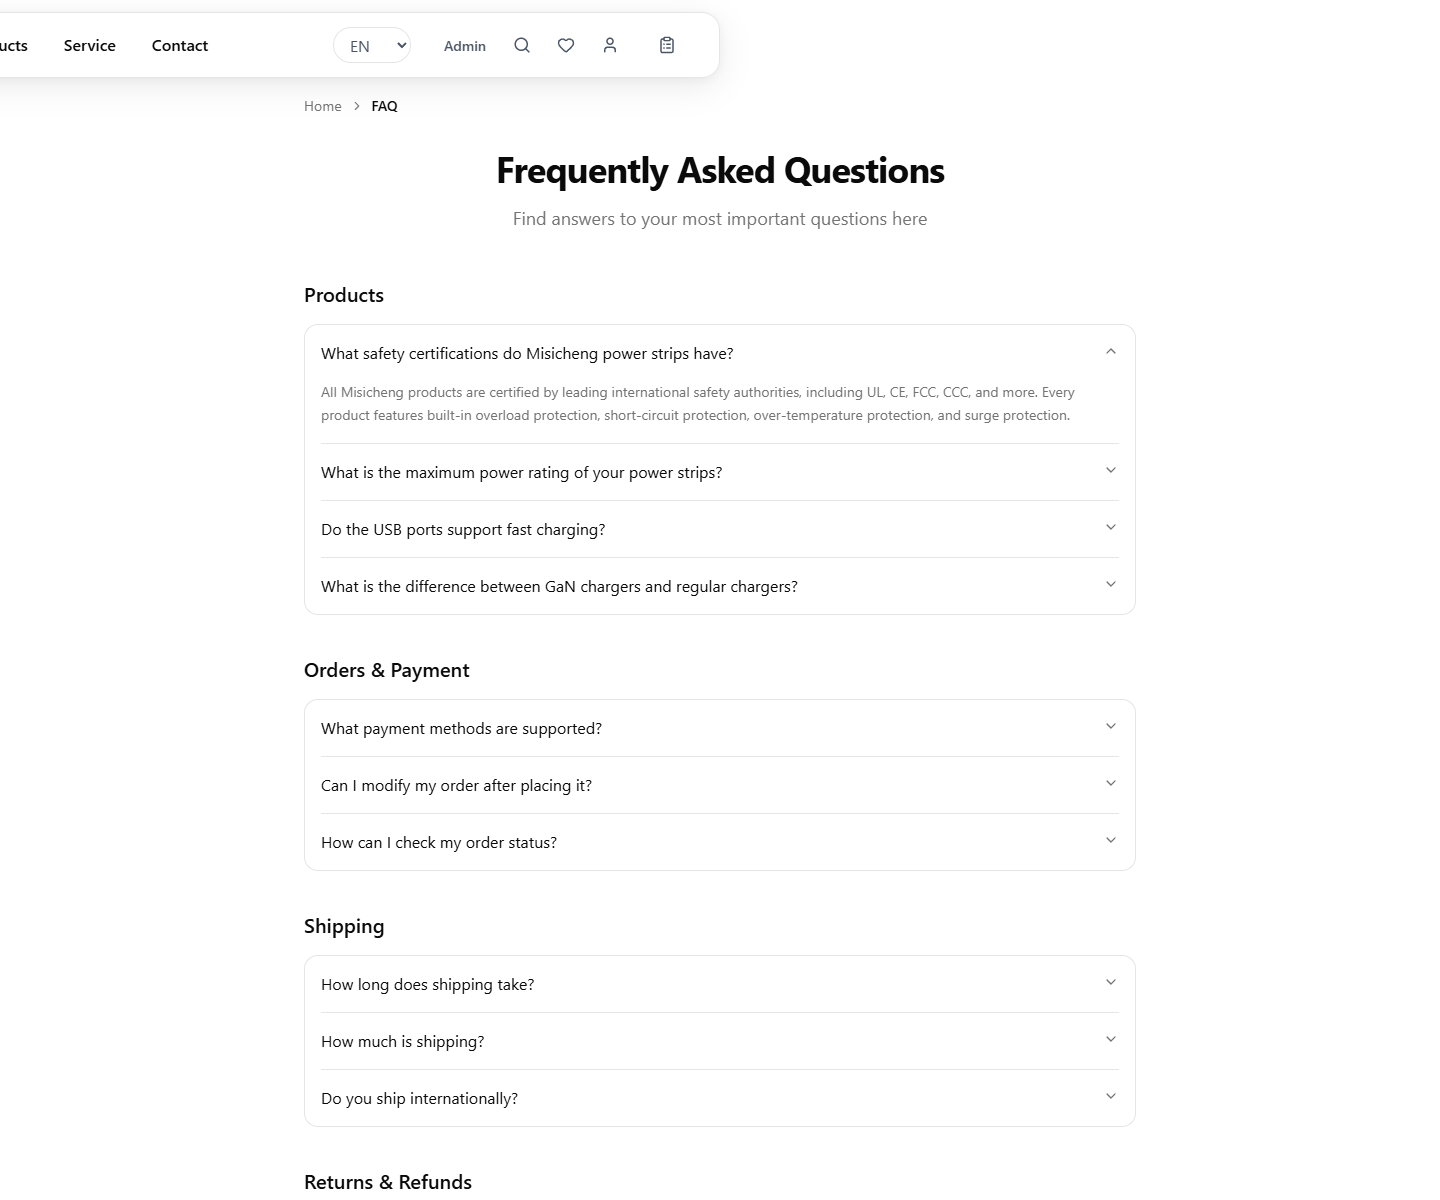 ucts Service Contact EN Admin
Home > FAQ
Frequently Asked Questions
Find answers to your most important questions here
Products
What safety certifications do Misicheng power strips have?
All Misicheng products are certified by leading international safety authorities, including UL, CE, FCC, CCC, and more. Every
product features built-in overload protection, short-circuit protection, over-temperature protection, and surge protection.
What is the maximum power rating of your power strips?
Do the USB ports support fast charging?
What is the difference between GaN chargers and regular chargers?
Orders & Payment
What payment methods are supported?
Can I modify my order after placing it?
How can I check my order status?
Shipping
How long does shipping take?
How much is shipping?
Do you ship internationally?
Returns & Refunds